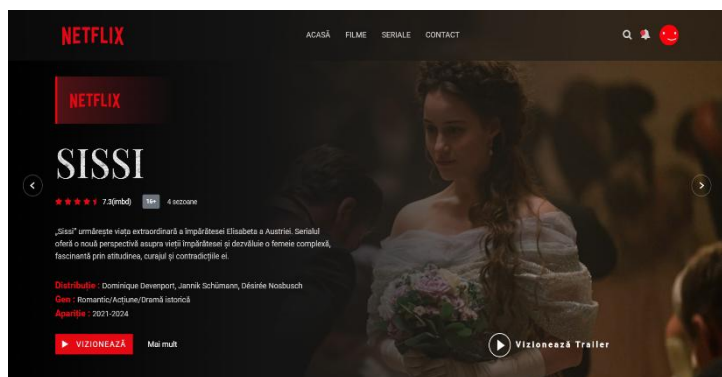 NETFLIX
ACASĂ FILME SERIALE CONTACT
NETFLIX
SISSI
7.3(imbd) 16+ 4 sezoane
„Sissi” urmărește viața extraordinară a împărătesei Elisabeta a Austriei. Serialul
oferă o nouă perspectivă asupra vieții împărătesei și dezvăluie o femeie complexă,
fascinantă prin atitudinea, curajul și contradicțiile ei.
Distribuție : Dominique Devenport, Jannik Schümann, Désirée Nosbusch
Gen : Romantic/Acțiune/Dramă istorică
Apariție : 2021-2024
VIZIONEAZĂ Mai mult
Vizionează Trailer